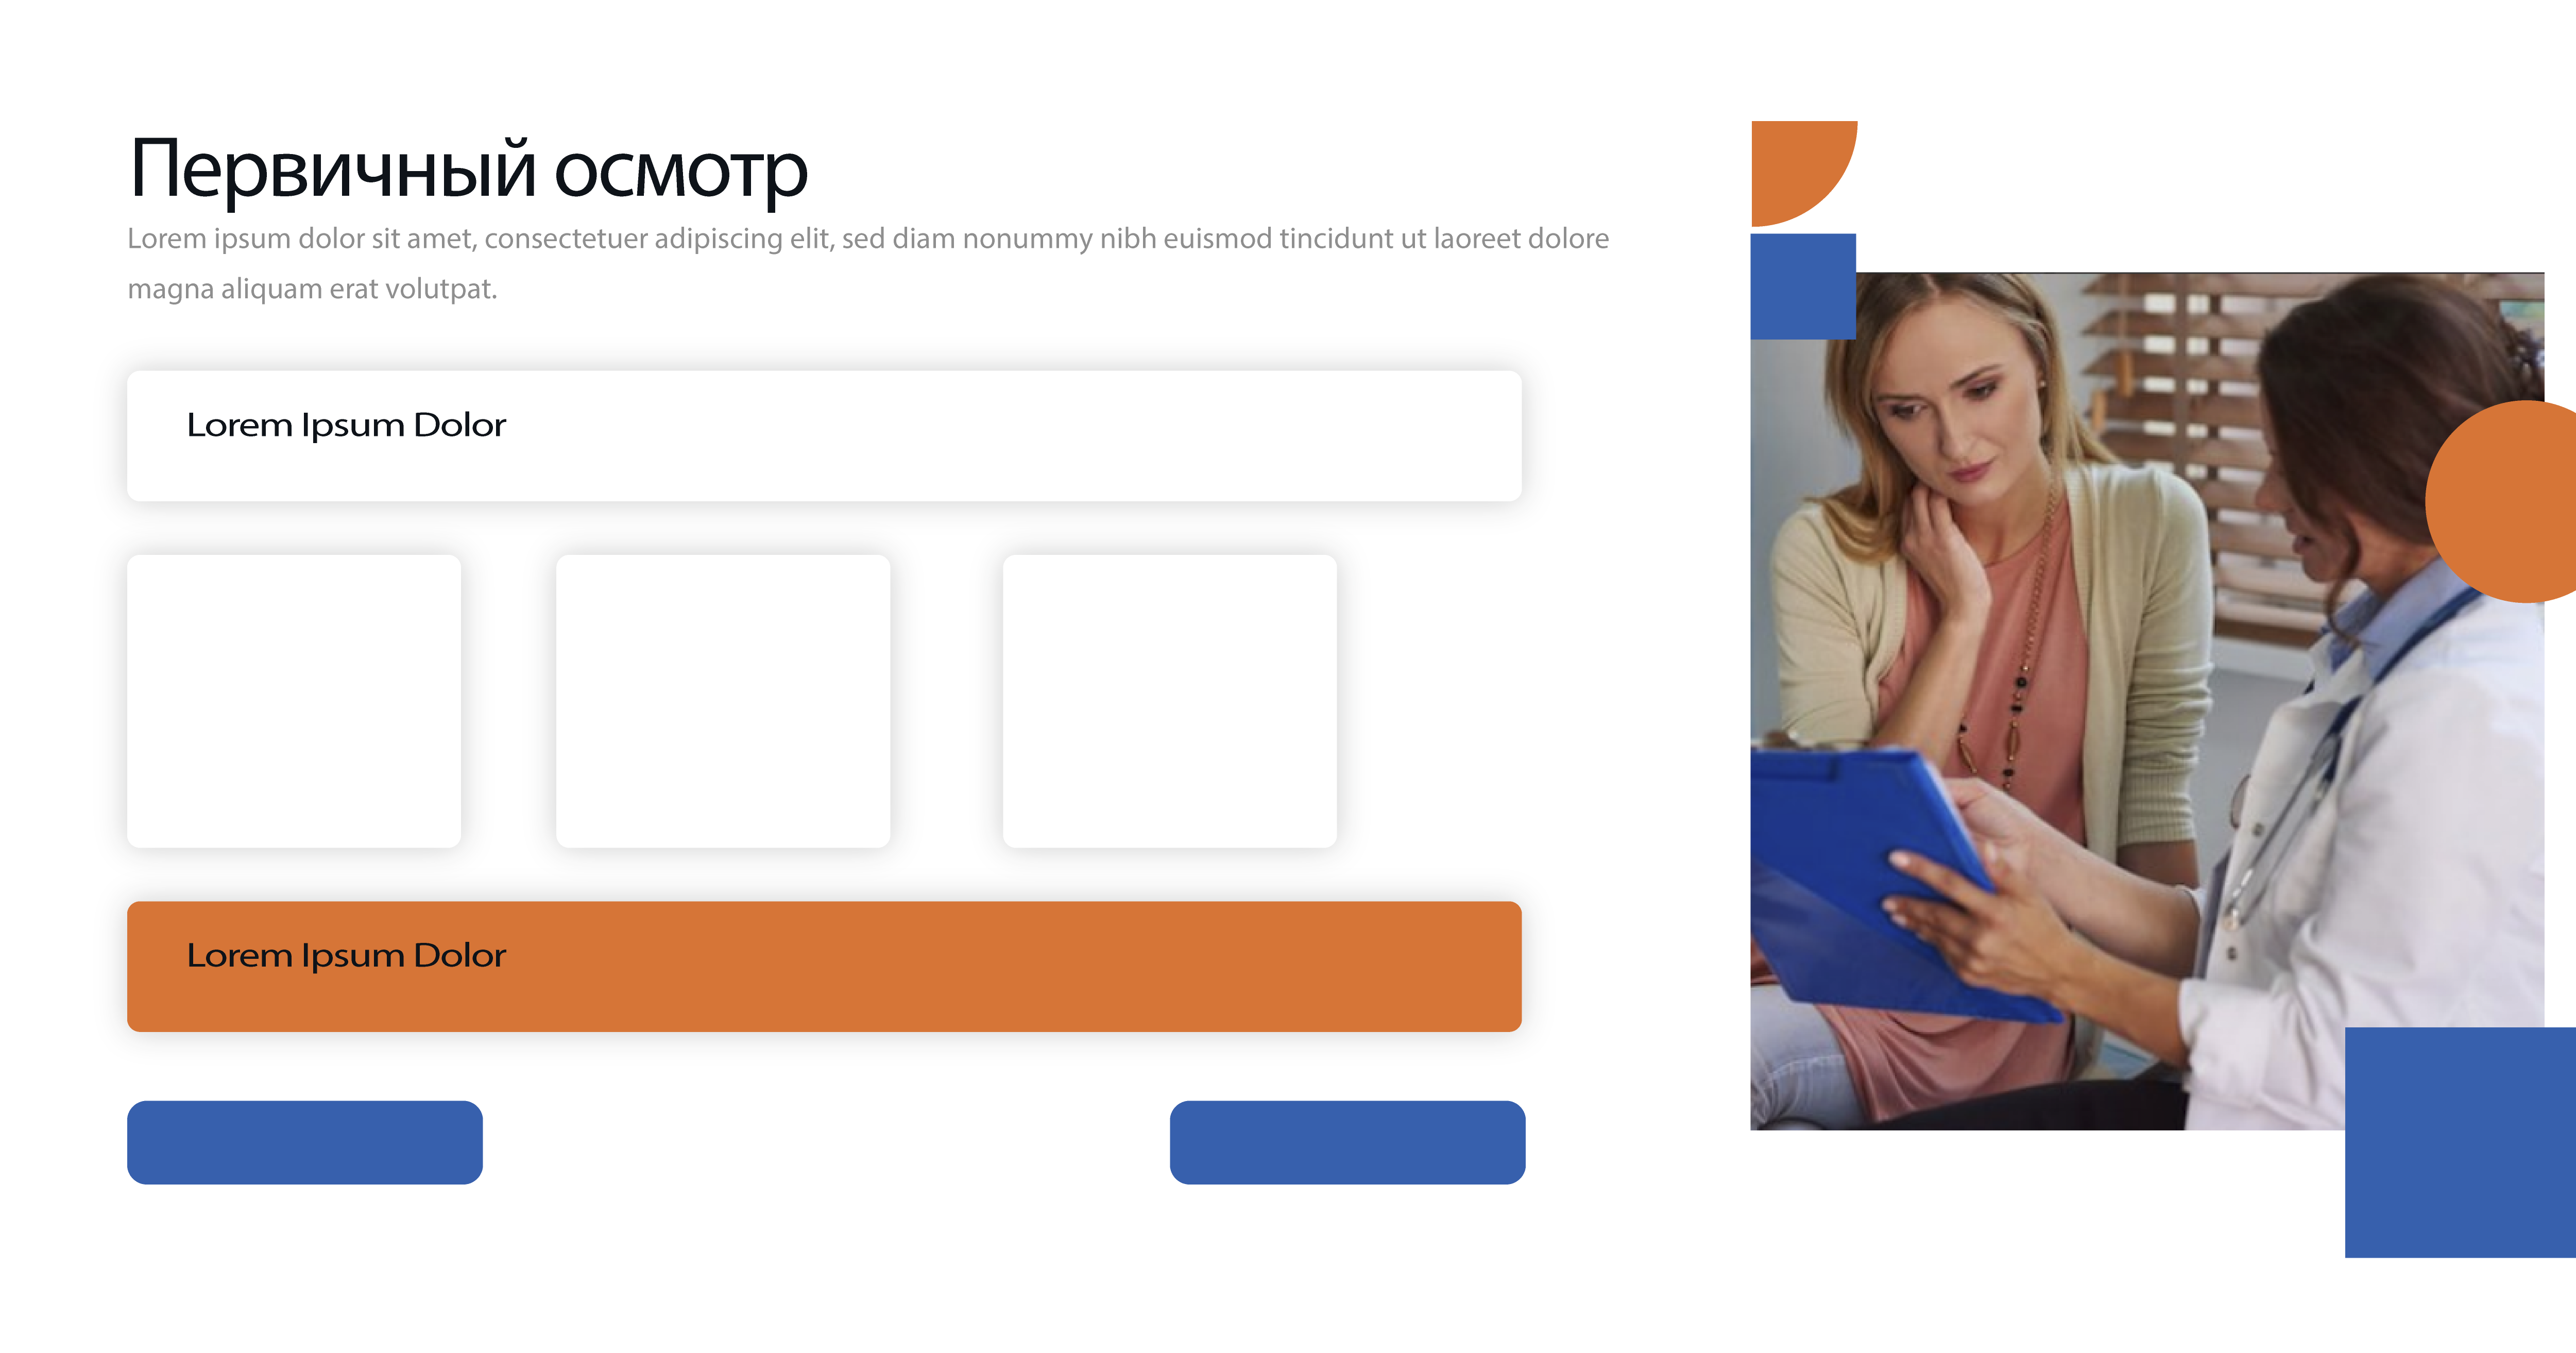 Первичный осмотр
Lorem ipsum dolor sit amet, consectetuer adipiscing elit, sed diam nonummy nibh euismod tincidunt ut laoreet dolore
magna aliquam erat volutpat.
Lorem Ipsum Dolor
Lorem Ipsum Dolor